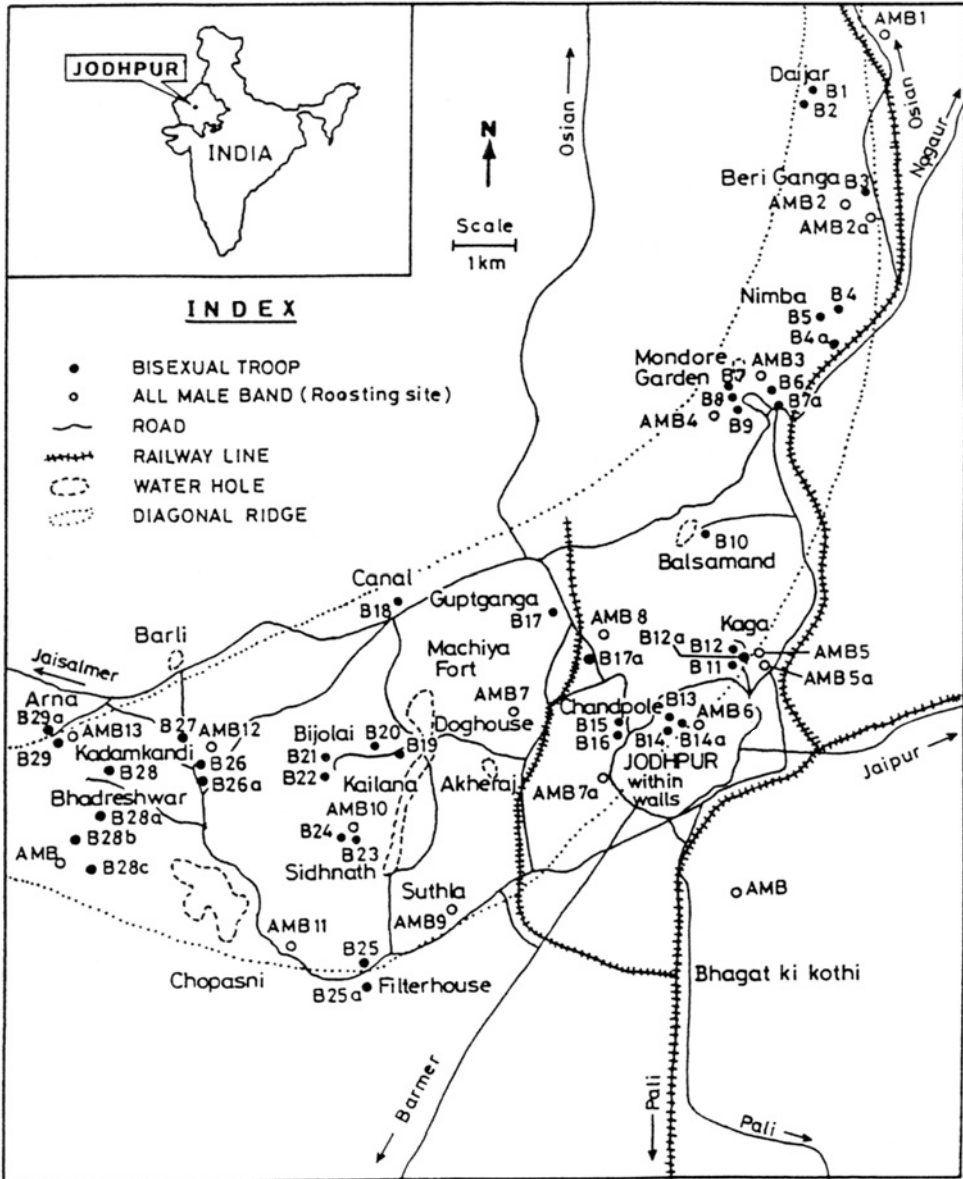 JODHPUR
INDIA
N
Scale
1km
INDEX
BISEXUAL TROOP
ALL MALE BAND (Roosting site)
ROAD
RAILWAY LINE
WATER HOLE
DIAGONAL RIDGE
Osian
AMB1
Osian
Nagaur
Daijar
B1
B2
Beri Ganga
B3
AMB2
AMB2a
Nimba
B4
B5
B4a
Mondore
Garden
AMB3
B7
B6
B8
B7a
AMB4
B9
B10
Balsamand
Canal
B18
Guptganga
B17
AMB8
B17a
Kaga
B12a
B12
B11
AMB5
AMB5a
Barli
Jaisalmer
Machiya
Fort
AMB7
Doghouse
Chandpole
B13
B15
B16
AMB6
B14
B14a
JODHPUR
within
walls
AMB7a
Jaipur
Arna
B29a
AMB13
B29
Kadamkandi
B28
B27
AMB12
B26
B26a
Bijolai
B20
B21
B19
B22
Kailana
Akheraj
Bhadreshwar
B28a
B28b
AMB
B28c
AMB10
B24
B23
Sidhnath
Suthla
AMB9
AMB11
AMB
B25
Chopasni
B25a
Filterhouse
Bhagat ki kothi
Barmer
Pali
Pali